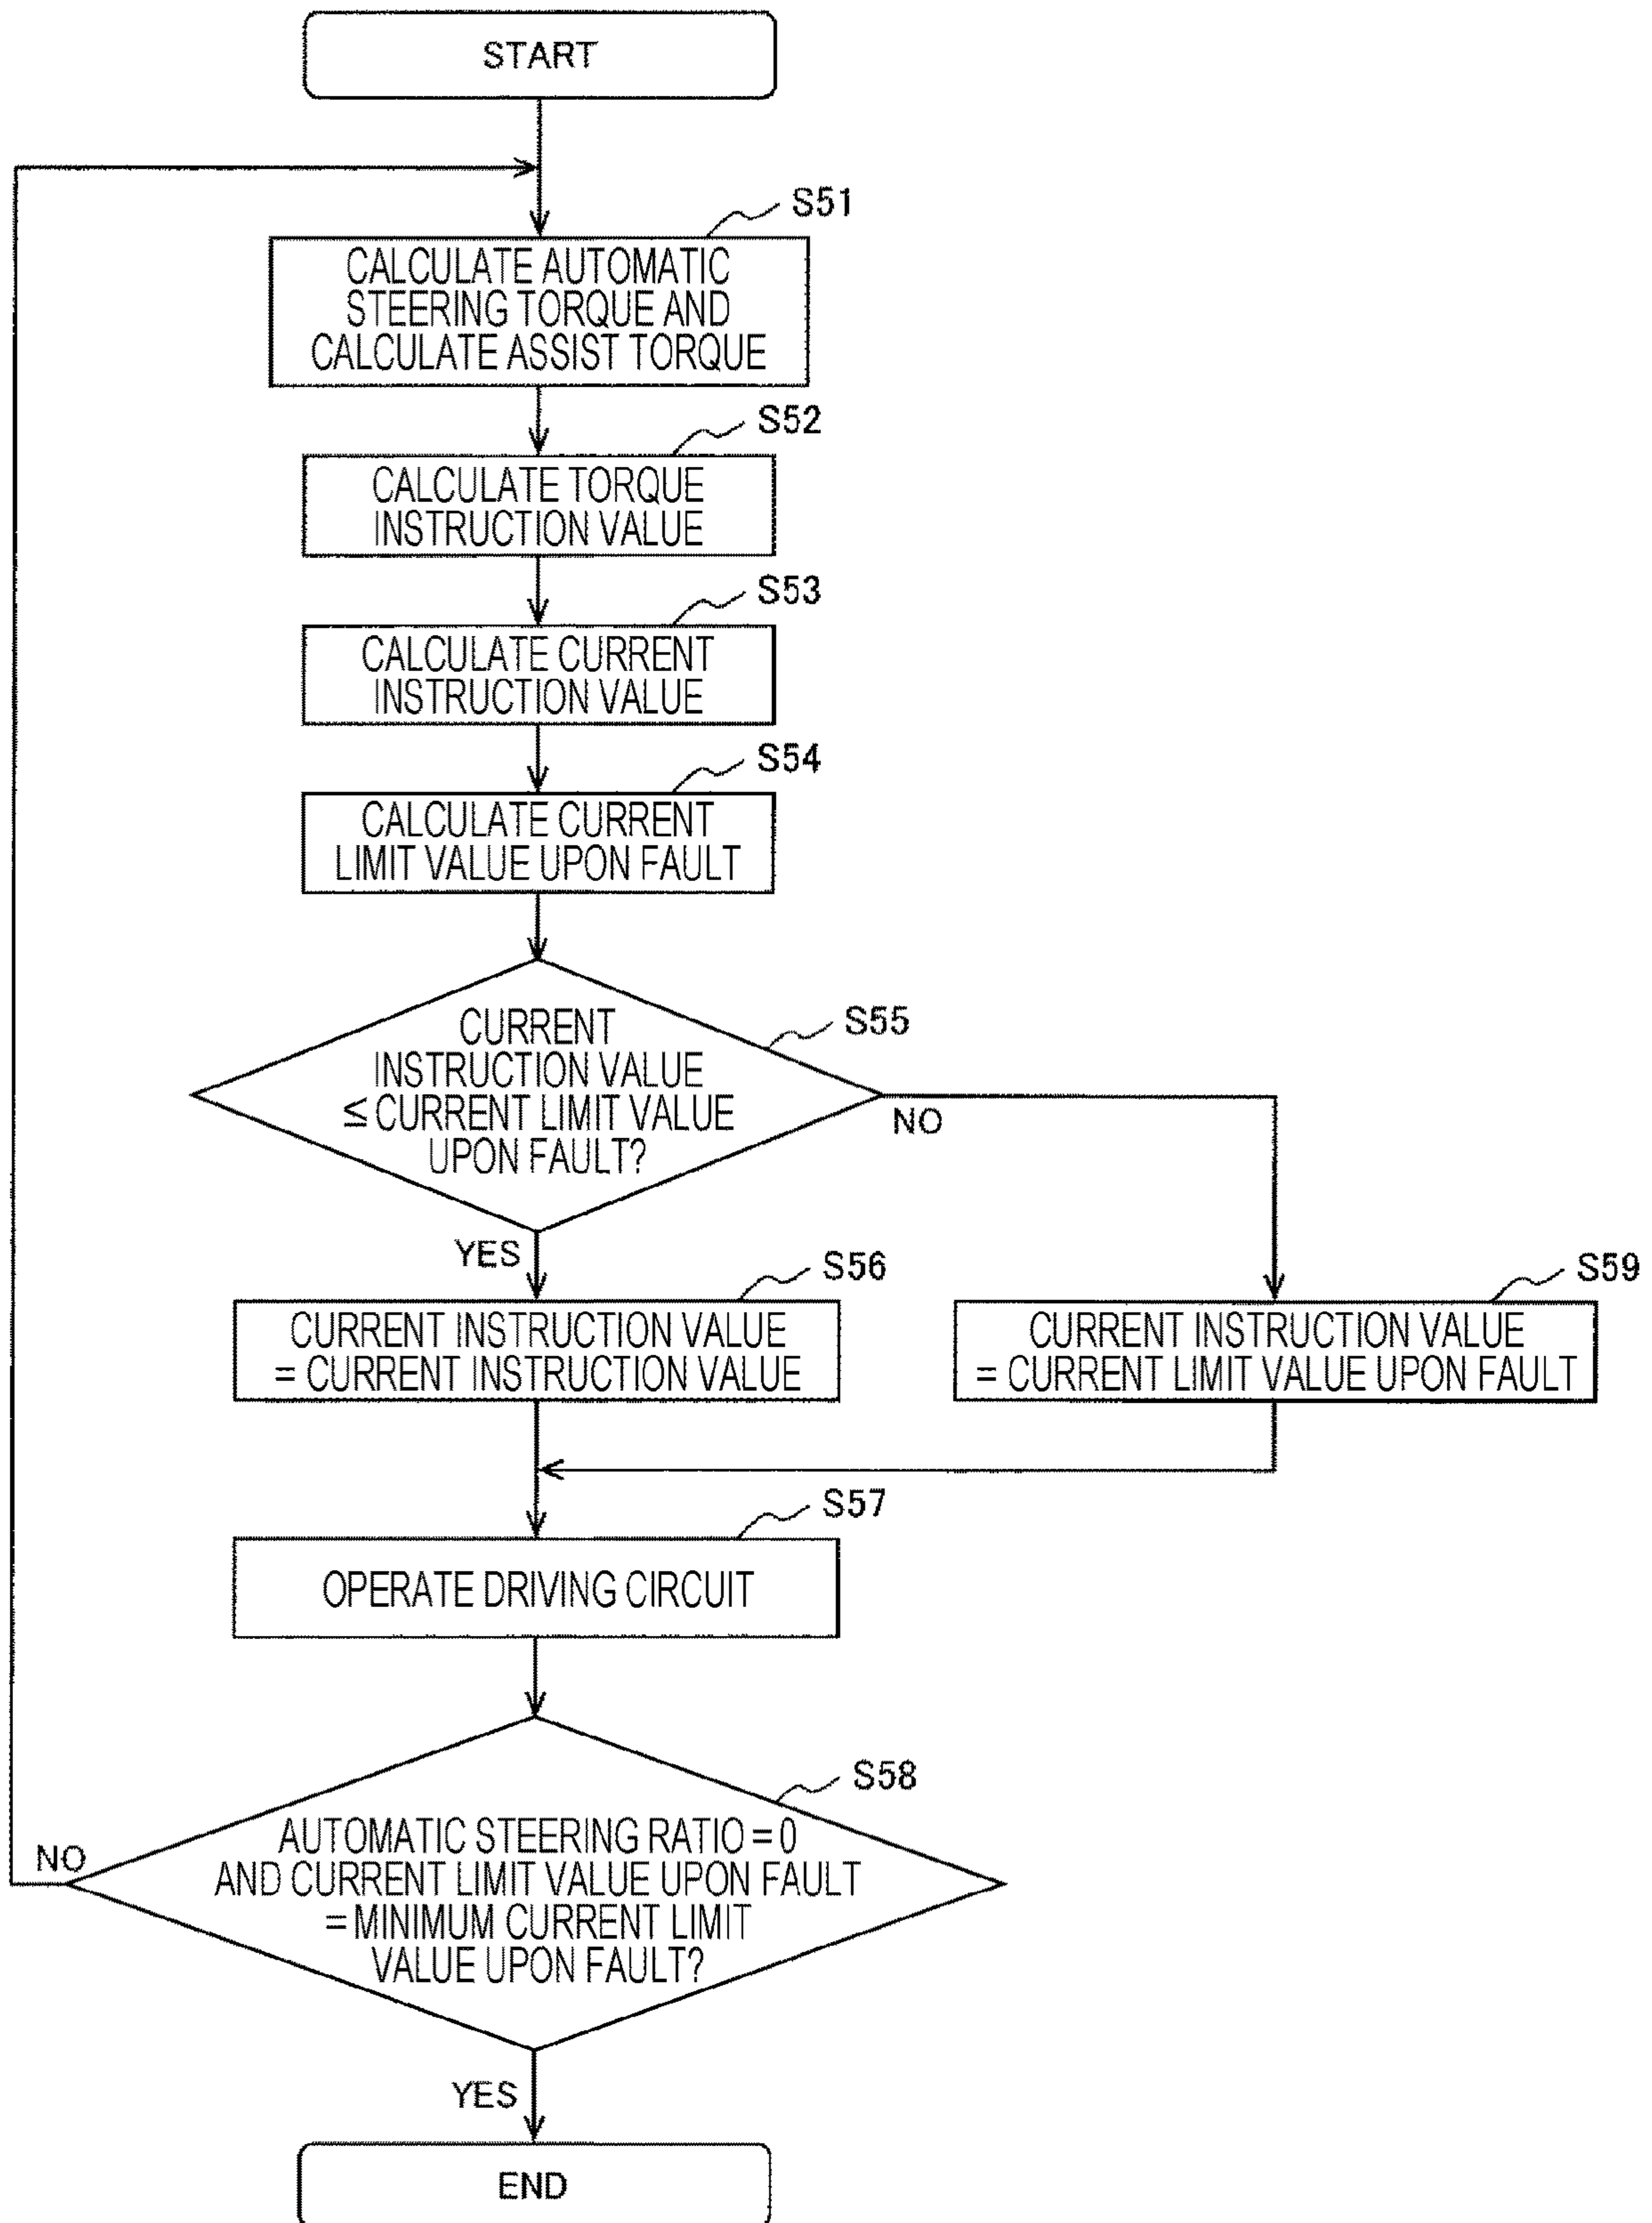 START
S51
CALCULATE AUTOMATIC
STEERING TORQUE AND
CALCULATE ASSIST TORQUE
S52
CALCULATE TORQUE
INSTRUCTION VALUE
S53
CALCULATE CURRENT
INSTRUCTION VALUE
S54
CALCULATE CURRENT
LIMIT VALUE UPON FAULT
S55
CURRENT
INSTRUCTION VALUE
≤ CURRENT LIMIT VALUE
UPON FAULT?
NO
YES
S56
CURRENT INSTRUCTION VALUE
= CURRENT INSTRUCTION VALUE
S59
CURRENT INSTRUCTION VALUE
= CURRENT LIMIT VALUE UPON FAULT
S57
OPERATE DRIVING CIRCUIT
S58
AUTOMATIC STEERING RATIO = 0
AND CURRENT LIMIT VALUE UPON FAULT
= MINIMUM CURRENT LIMIT
VALUE UPON FAULT?
NO
YES
END